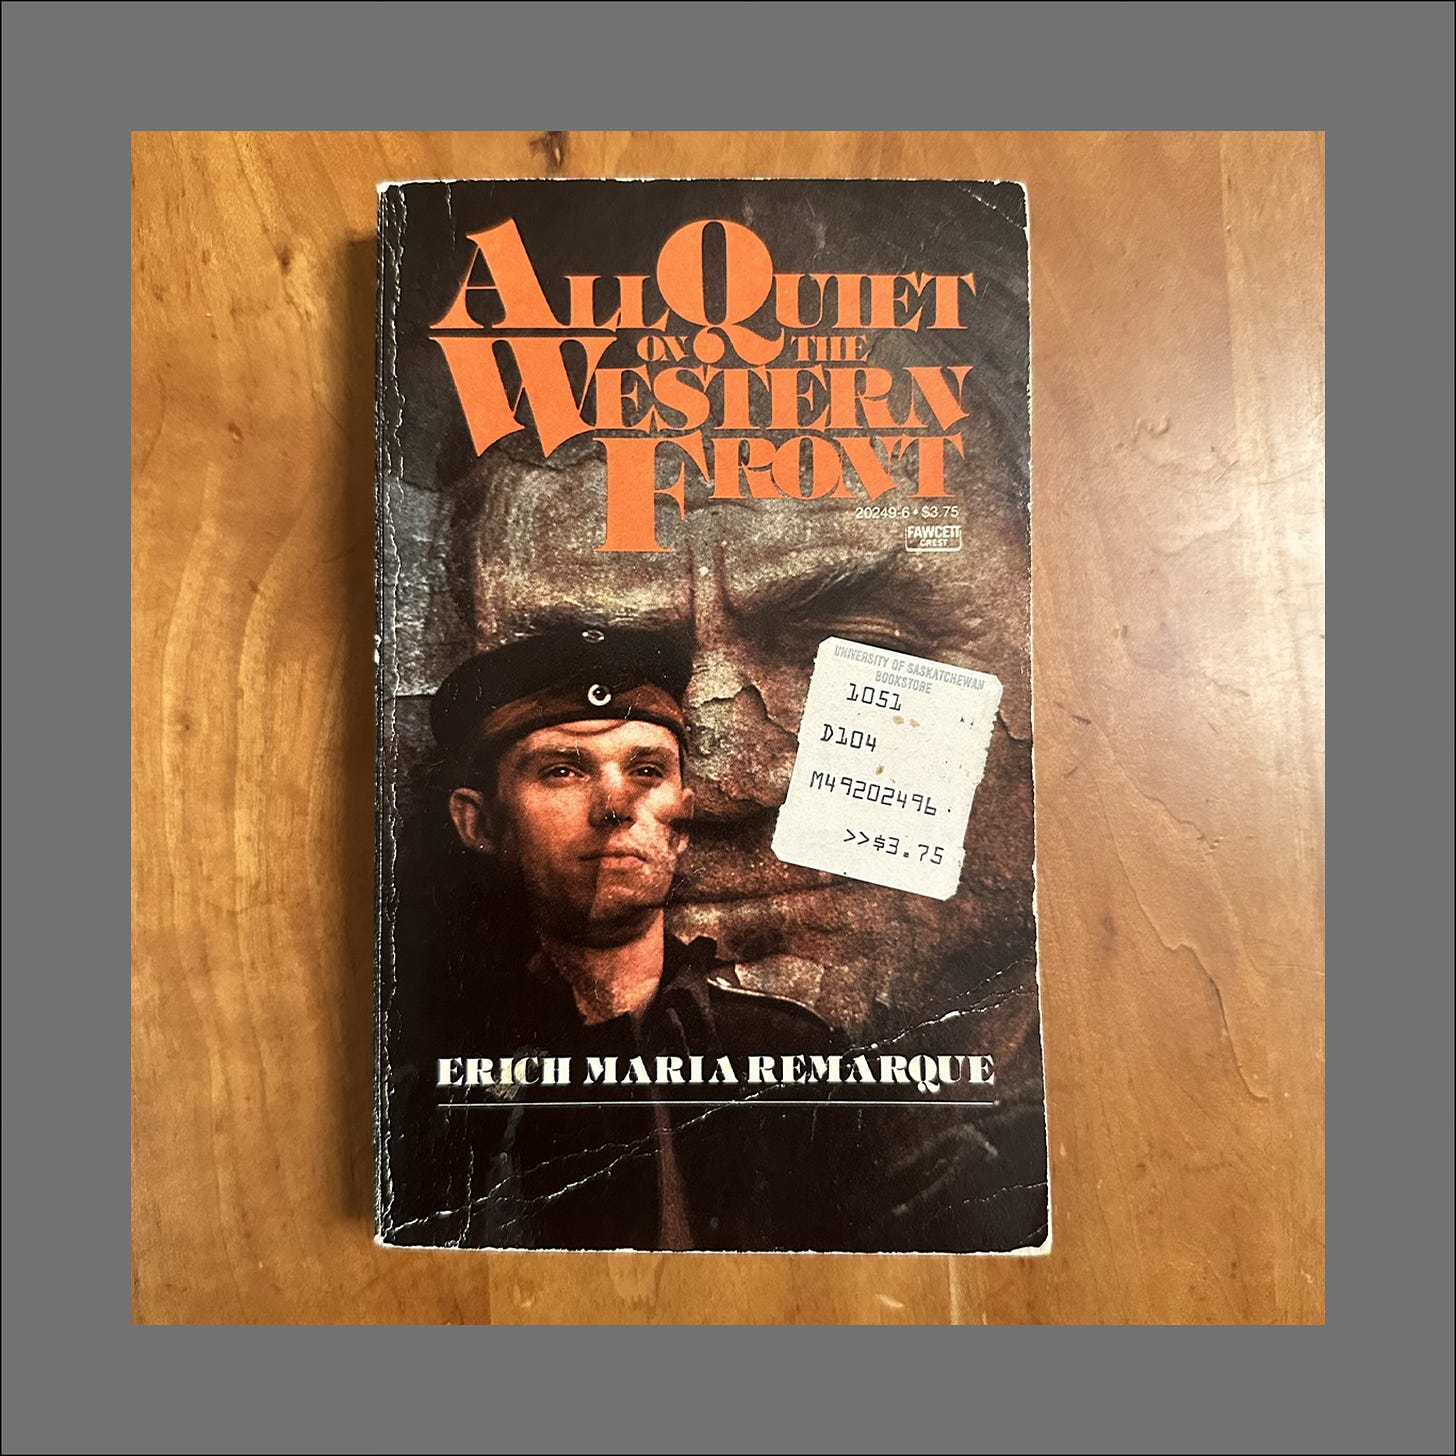 ALL QUIET
ON THE
WESTERN
FRONT
20249-6 • $3.75
FAWCETT
CREST
UNIVERSITY OF SASKATCHEWAN
BOOKSTORE
1051
D104
M49202496
>>$3.75
ERICH MARIA REMARQUE